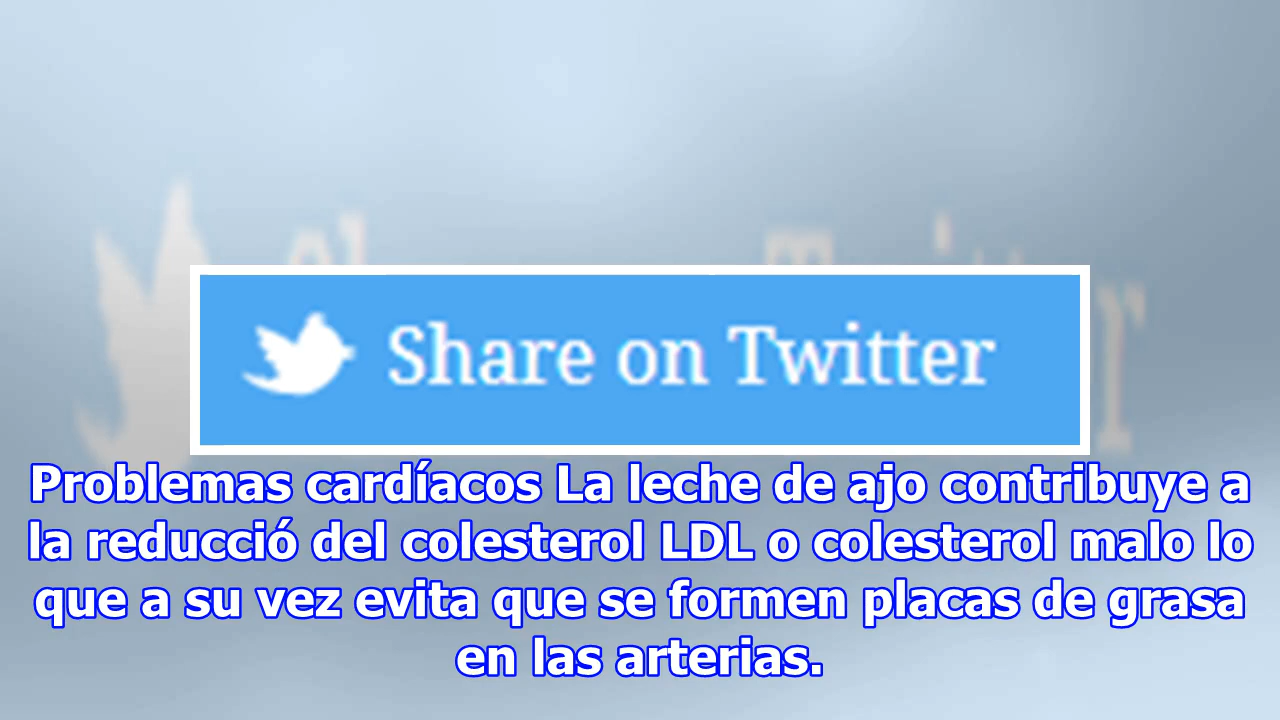 Share on Twitter
Problemas cardíacos La leche de ajo contribuye a
la reducció del colesterol LDL o colesterol malo lo
que a su vez evita que se formen placas de grasa
en las arterias.